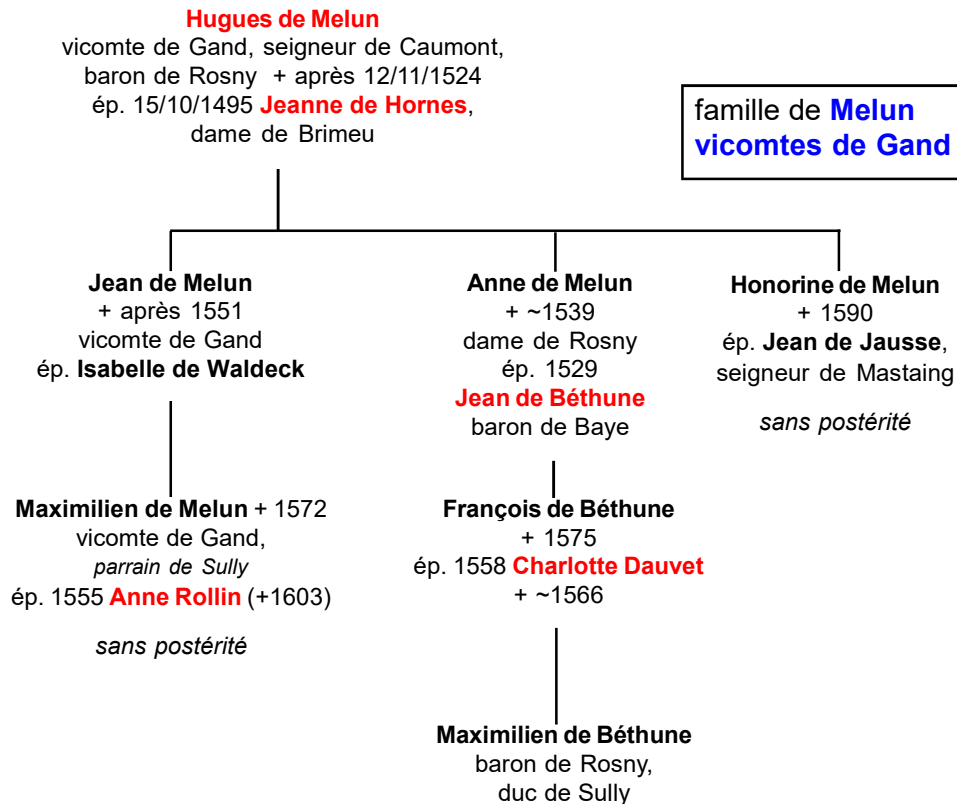 Hugues de Melun
vicomte de Gand, seigneur de Caumont,
baron de Rosny + après 12/11/1524
ép. 15/10/1495 Jeanne de Hornes,
dame de Brimeu
famille de Melun
vicomtes de Gand
Jean de Melun
+ après 1551
vicomte de Gand
ép. Isabelle de Waldeck
Anne de Melun
+ ~1539
dame de Rosny
ép. 1529
Jean de Béthune
baron de Baye
Honorine de Melun
+ 1590
ép. Jean de Jausse,
seigneur de Mastaing
sans postérité
Maximilien de Melun + 1572
vicomte de Gand,
parrain de Sully
ép. 1555 Anne Rollin (+1603)
sans postérité
François de Béthune
+ 1575
ép. 1558 Charlotte Dauvet
+ ~1566
Maximilien de Béthune
baron de Rosny,
duc de Sully